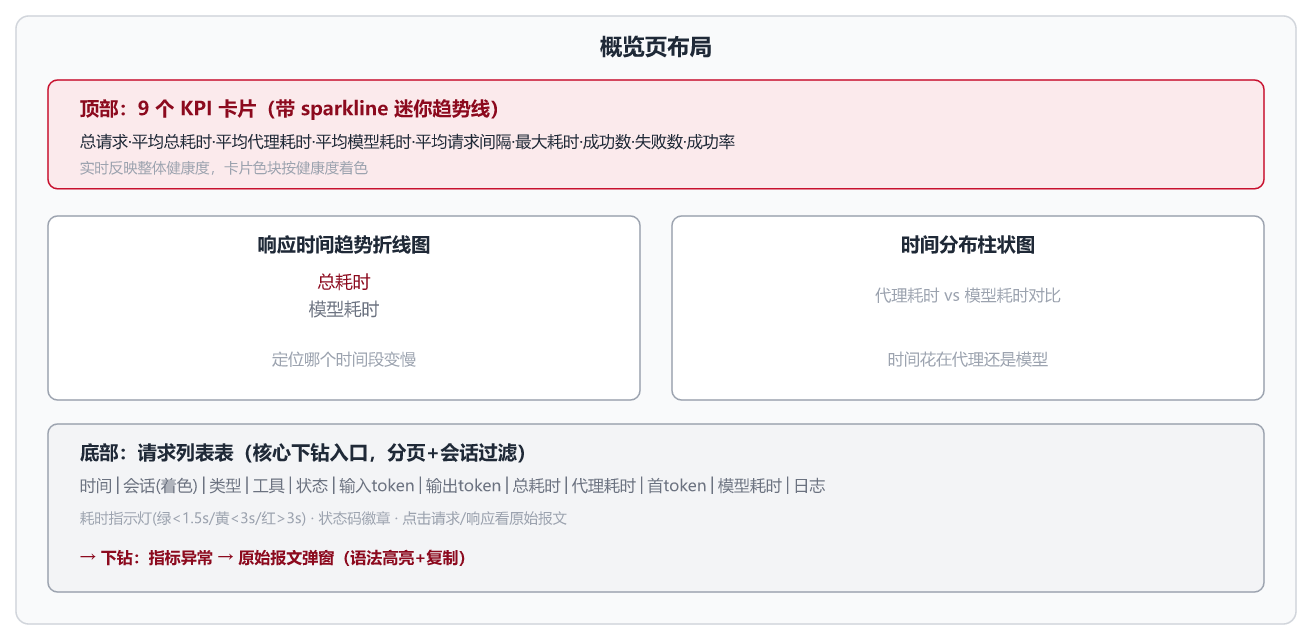 概览页布局
顶部：9 个 KPI 卡片（带 sparkline 迷你趋势线）
总请求·平均总耗时·平均代理耗时·平均模型耗时·平均请求间隔·最大耗时·成功数·失败数·成功率
实时反映整体健康度，卡片色块按健康度着色
响应时间趋势折线图
总耗时
模型耗时
定位哪个时间段变慢
时间分布柱状图
代理耗时 vs 模型耗时对比
时间花在代理还是模型
底部：请求列表表（核心下钻入口，分页+会话过滤）
时间 | 会话(着色) | 类型 | 工具 | 状态 | 输入token | 输出token | 总耗时 | 代理耗时 | 首token | 模型耗时 | 日志
耗时指示灯(绿<1.5s/黄<3s/红>3s) · 状态码徽章 · 点击请求/响应看原始报文
→ 下钻：指标异常 → 原始报文弹窗（语法高亮+复制）